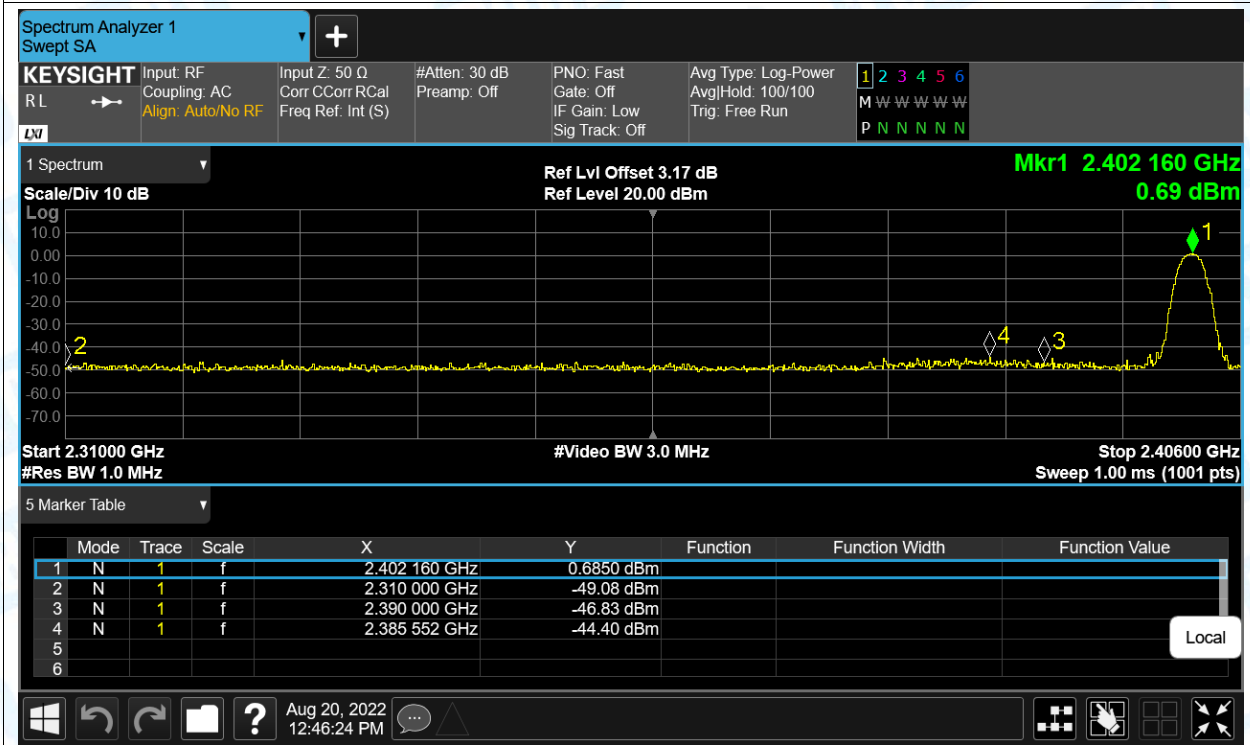 Spectrum Analyzer 1
Swept SA
KEYSIGHT
R L
LXI
Input: RF
Coupling: AC
Align: Auto/No RF
Input Z: 50 Ω
Corr CCorr RCal
Freq Ref: Int (S)
#Atten: 30 dB
Preamp: Off
PNO: Fast
Gate: Off
IF Gain: Low
Sig Track: Off
Avg Type: Log-Power
Avg|Hold: 100/100
Trig: Free Run
1 2 3 4 5 6
M W W W W W
P N N N N N
1 Spectrum
Scale/Div 10 dB
Ref Lvl Offset 3.17 dB
Ref Level 20.00 dBm
Mkr1 2.402 160 GHz
0.69 dBm
Log
10.0
0.00
-10.0
-20.0
-30.0
-40.0
-50.0
-60.0
-70.0
2
4
3
1
Start 2.31000 GHz
#Video BW 3.0 MHz
Stop 2.40600 GHz
#Res BW 1.0 MHz
Sweep 1.00 ms (1001 pts)
5 Marker Table
Mode Trace Scale X Y Function Function Width Function Value
1 N 1 f 2.402 160 GHz 0.6850 dBm
2 N 1 f 2.310 000 GHz -49.08 dBm
3 N 1 f 2.390 000 GHz -46.83 dBm
4 N 1 f 2.385 552 GHz -44.40 dBm
5
6
Local
?
Aug 20, 2022
12:46:24 PM